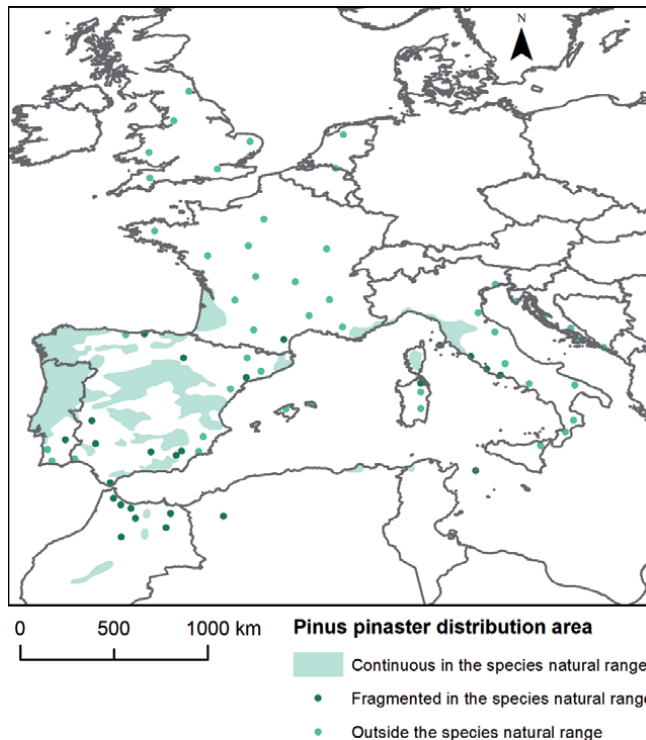 N
0 500 1000 km
Pinus pinaster distribution area
Continuous in the species natural range
Fragmented in the species natural range
Outside the species natural range